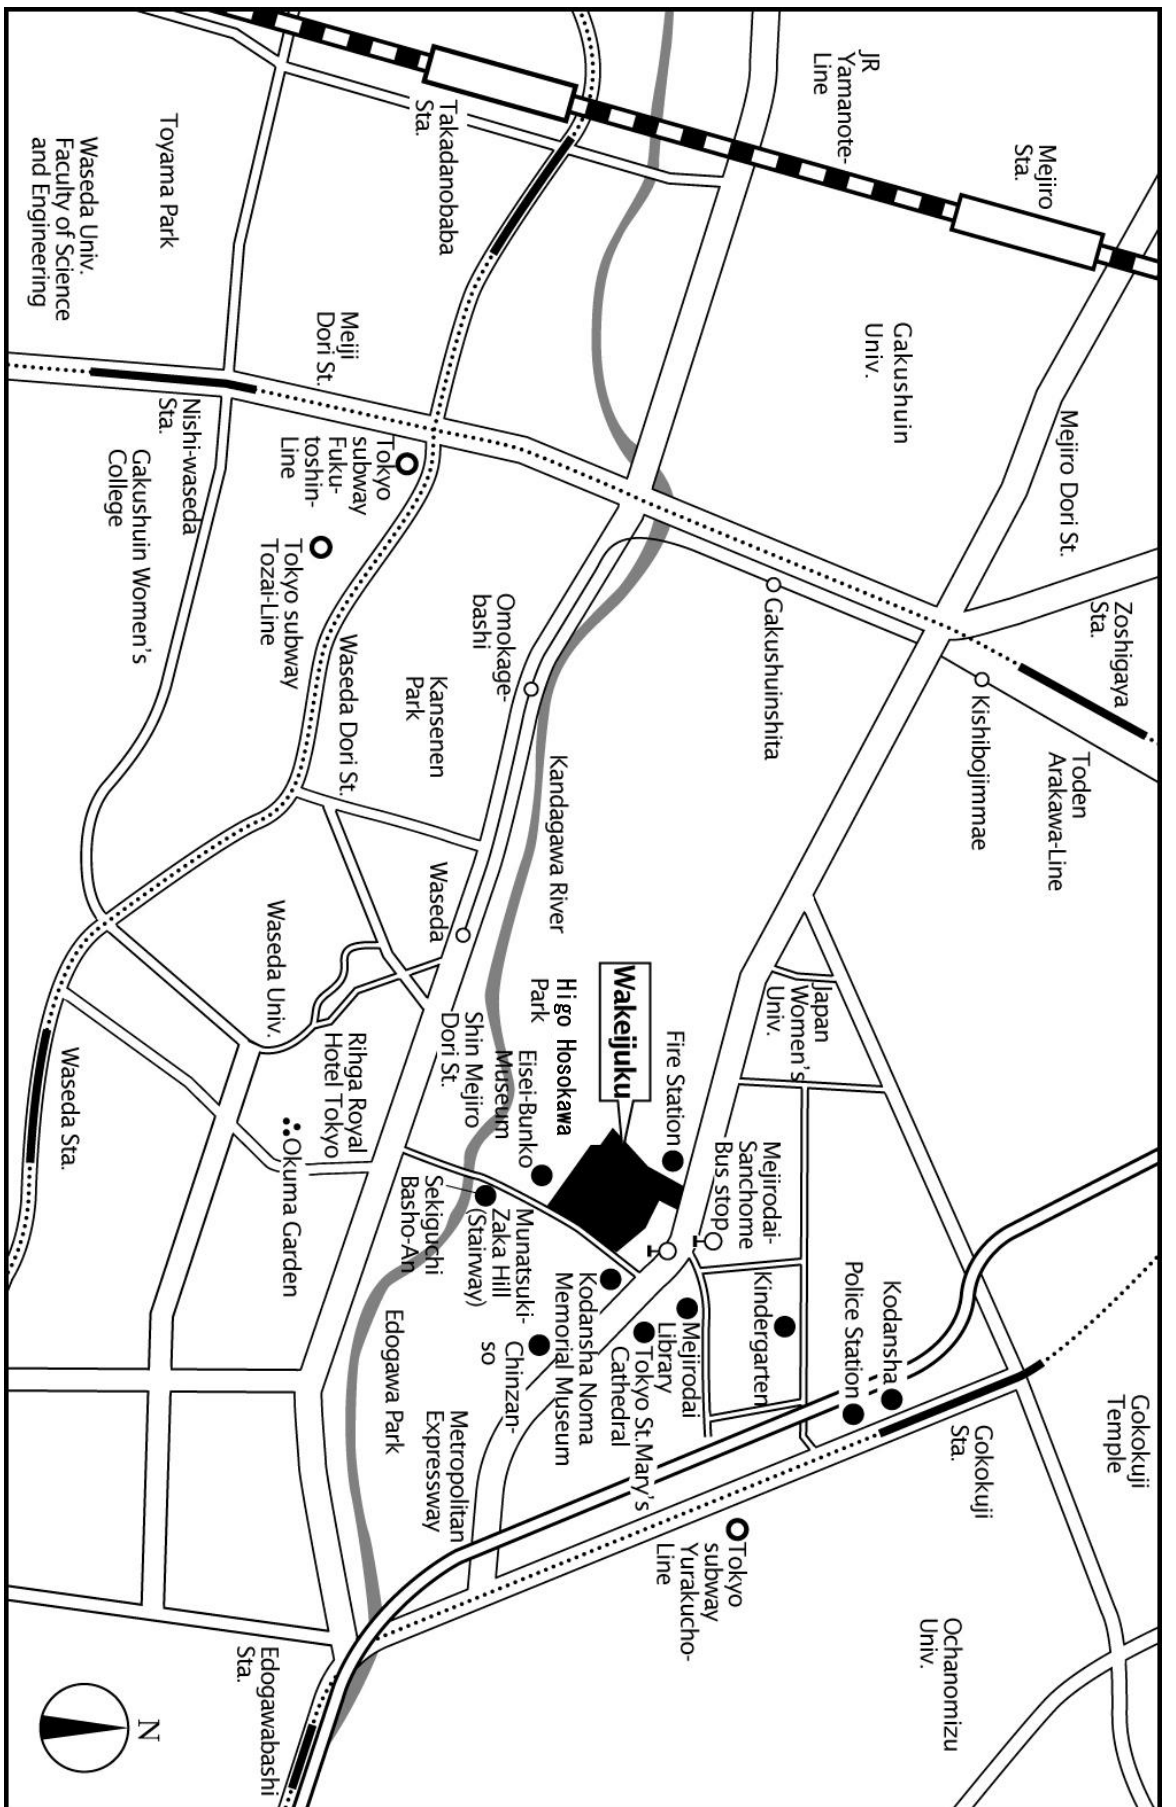 JR
Yamanote-
Line
Mejiro
Sta.
Takadanobaba
Sta.
Toyama Park
Waseda Univ.
Faculty of Science
and Engineering
Gakushuin
Univ.
Mejiro Dori St.
Meiji
Dori St.
Nishi-waseda
Sta.
Gakushuin Women's
College
Tokyo
subway
Fuku-
toshin-
Line
Tokyo subway
Tozai-Line
Zoshigaya
Sta.
Toden
Arakawa-Line
Kishibojimmae
Gakushuinshita
Omokage-
bashi
Kansenen
Park
Waseda Dori St.
Kandagawa River
Waseda
Waseda Univ.
Waseda Sta.
Rihga Royal
Hotel Tokyo
Okuma Garden
Shin Mejiro
Dori St.
Higo Hosokawa
Park
Wakeijuku
Fire Station
Japan
Women's
Univ.
Eisei-Bunko
Museum
Mejirodai-
Sanchome
Bus stop
Munatsuki-
Zaka Hill
(Stairway)
Sekiguchi
Basho-An
Kodansha Noma
Memorial Museum
Chinzan-
so
Mejirodai
Library
Tokyo St.Mary's
Cathedral
Kindergarten
Kodansha
Police Station
Gokokuji
Temple
Gokokuji
Sta.
Edogawa Park
Metropolitan
Expressway
Tokyo
subway
Yurakucho-
Line
Ochanomizu
Univ.
Edogawabashi
Sta.
N